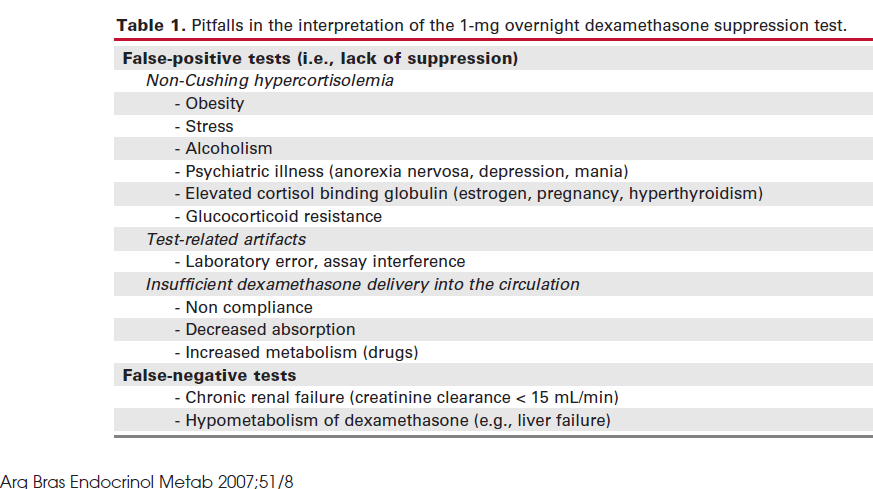 Table 1. Pitfalls in the interpretation of the 1-mg overnight dexamethasone suppression test.
False-positive tests (i.e., lack of suppression)
Non-Cushing hypercortisolemia
- Obesity
- Stress
- Alcoholism
- Psychiatric illness (anorexia nervosa, depression, mania)
- Elevated cortisol binding globulin (estrogen, pregnancy, hyperthyroidism)
- Glucocorticoid resistance
Test-related artifacts
- Laboratory error, assay interference
Insufficient dexamethasone delivery into the circulation
- Non compliance
- Decreased absorption
- Increased metabolism (drugs)
False-negative tests
- Chronic renal failure (creatinine clearance < 15 mL/min)
- Hypometabolism of dexamethasone (e.g., liver failure)
Arq Bras Endocrinol Metab 2007;51/8